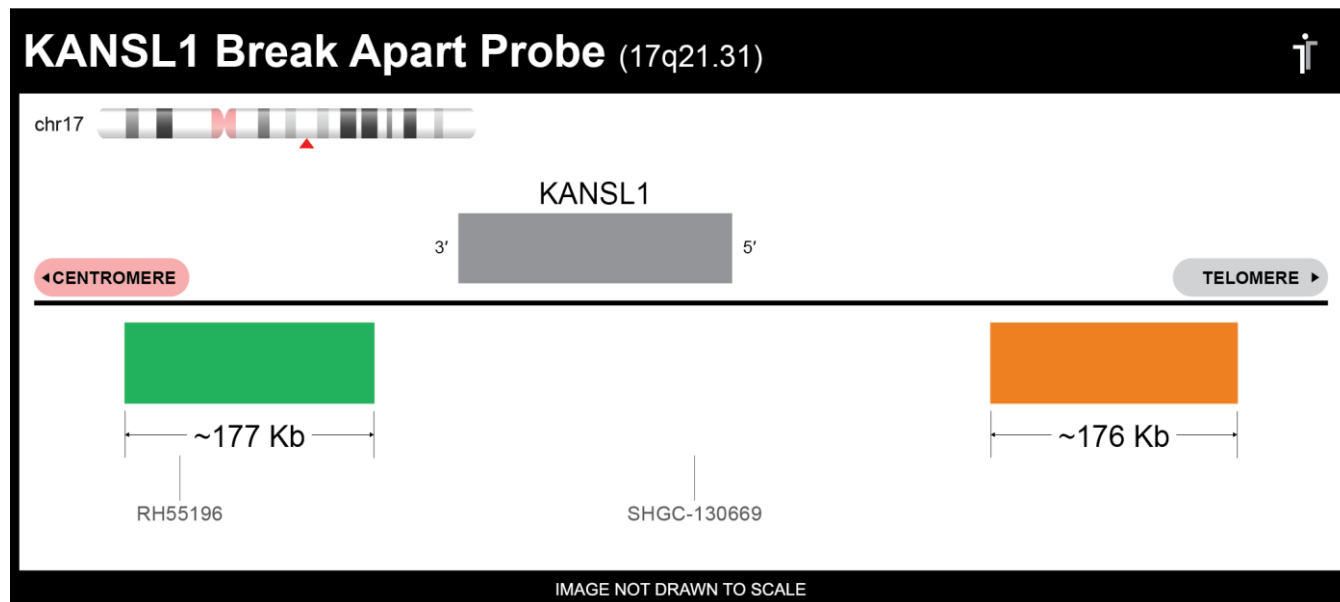 KANSL1 Break Apart Probe (17q21.31)
chr17
KANSL1
3′
5′
◂CENTROMERE
TELOMERE ▸
~177 Kb
~176 Kb
RH55196
SHGC-130669
IMAGE NOT DRAWN TO SCALE